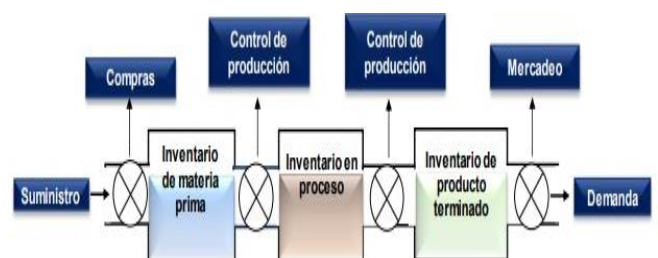 Control de
producción
Control de
producción
Compras
Mercadeo
Inventario
de materia
prima
Inventario en
proceso
Inventario de
producto
terminado
Suministro
Demanda